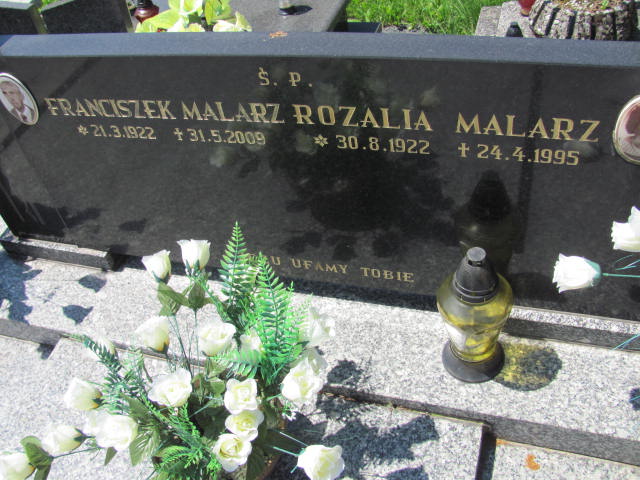 Ś. P.
FRANCISZEK MALARZ ROZALIA MALARZ
* 21.3.1922 + 31.5.2009 * 30.8.1922 + 24.4.1995
UFAMY TOBIE